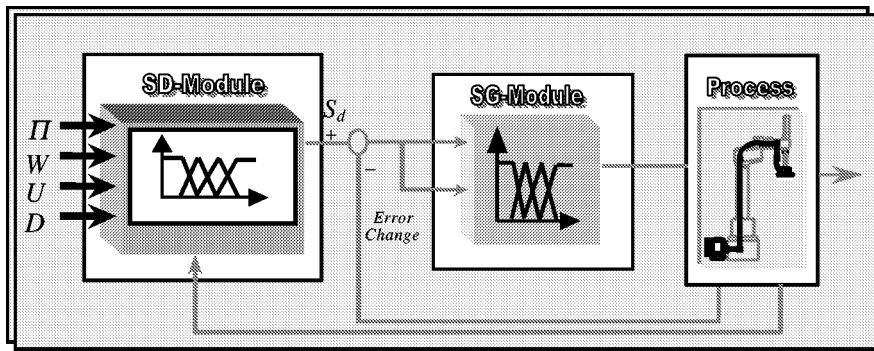 SD-Module
SG-Module
Process
Π
W
U
D
S_d
+
−
Error
Change